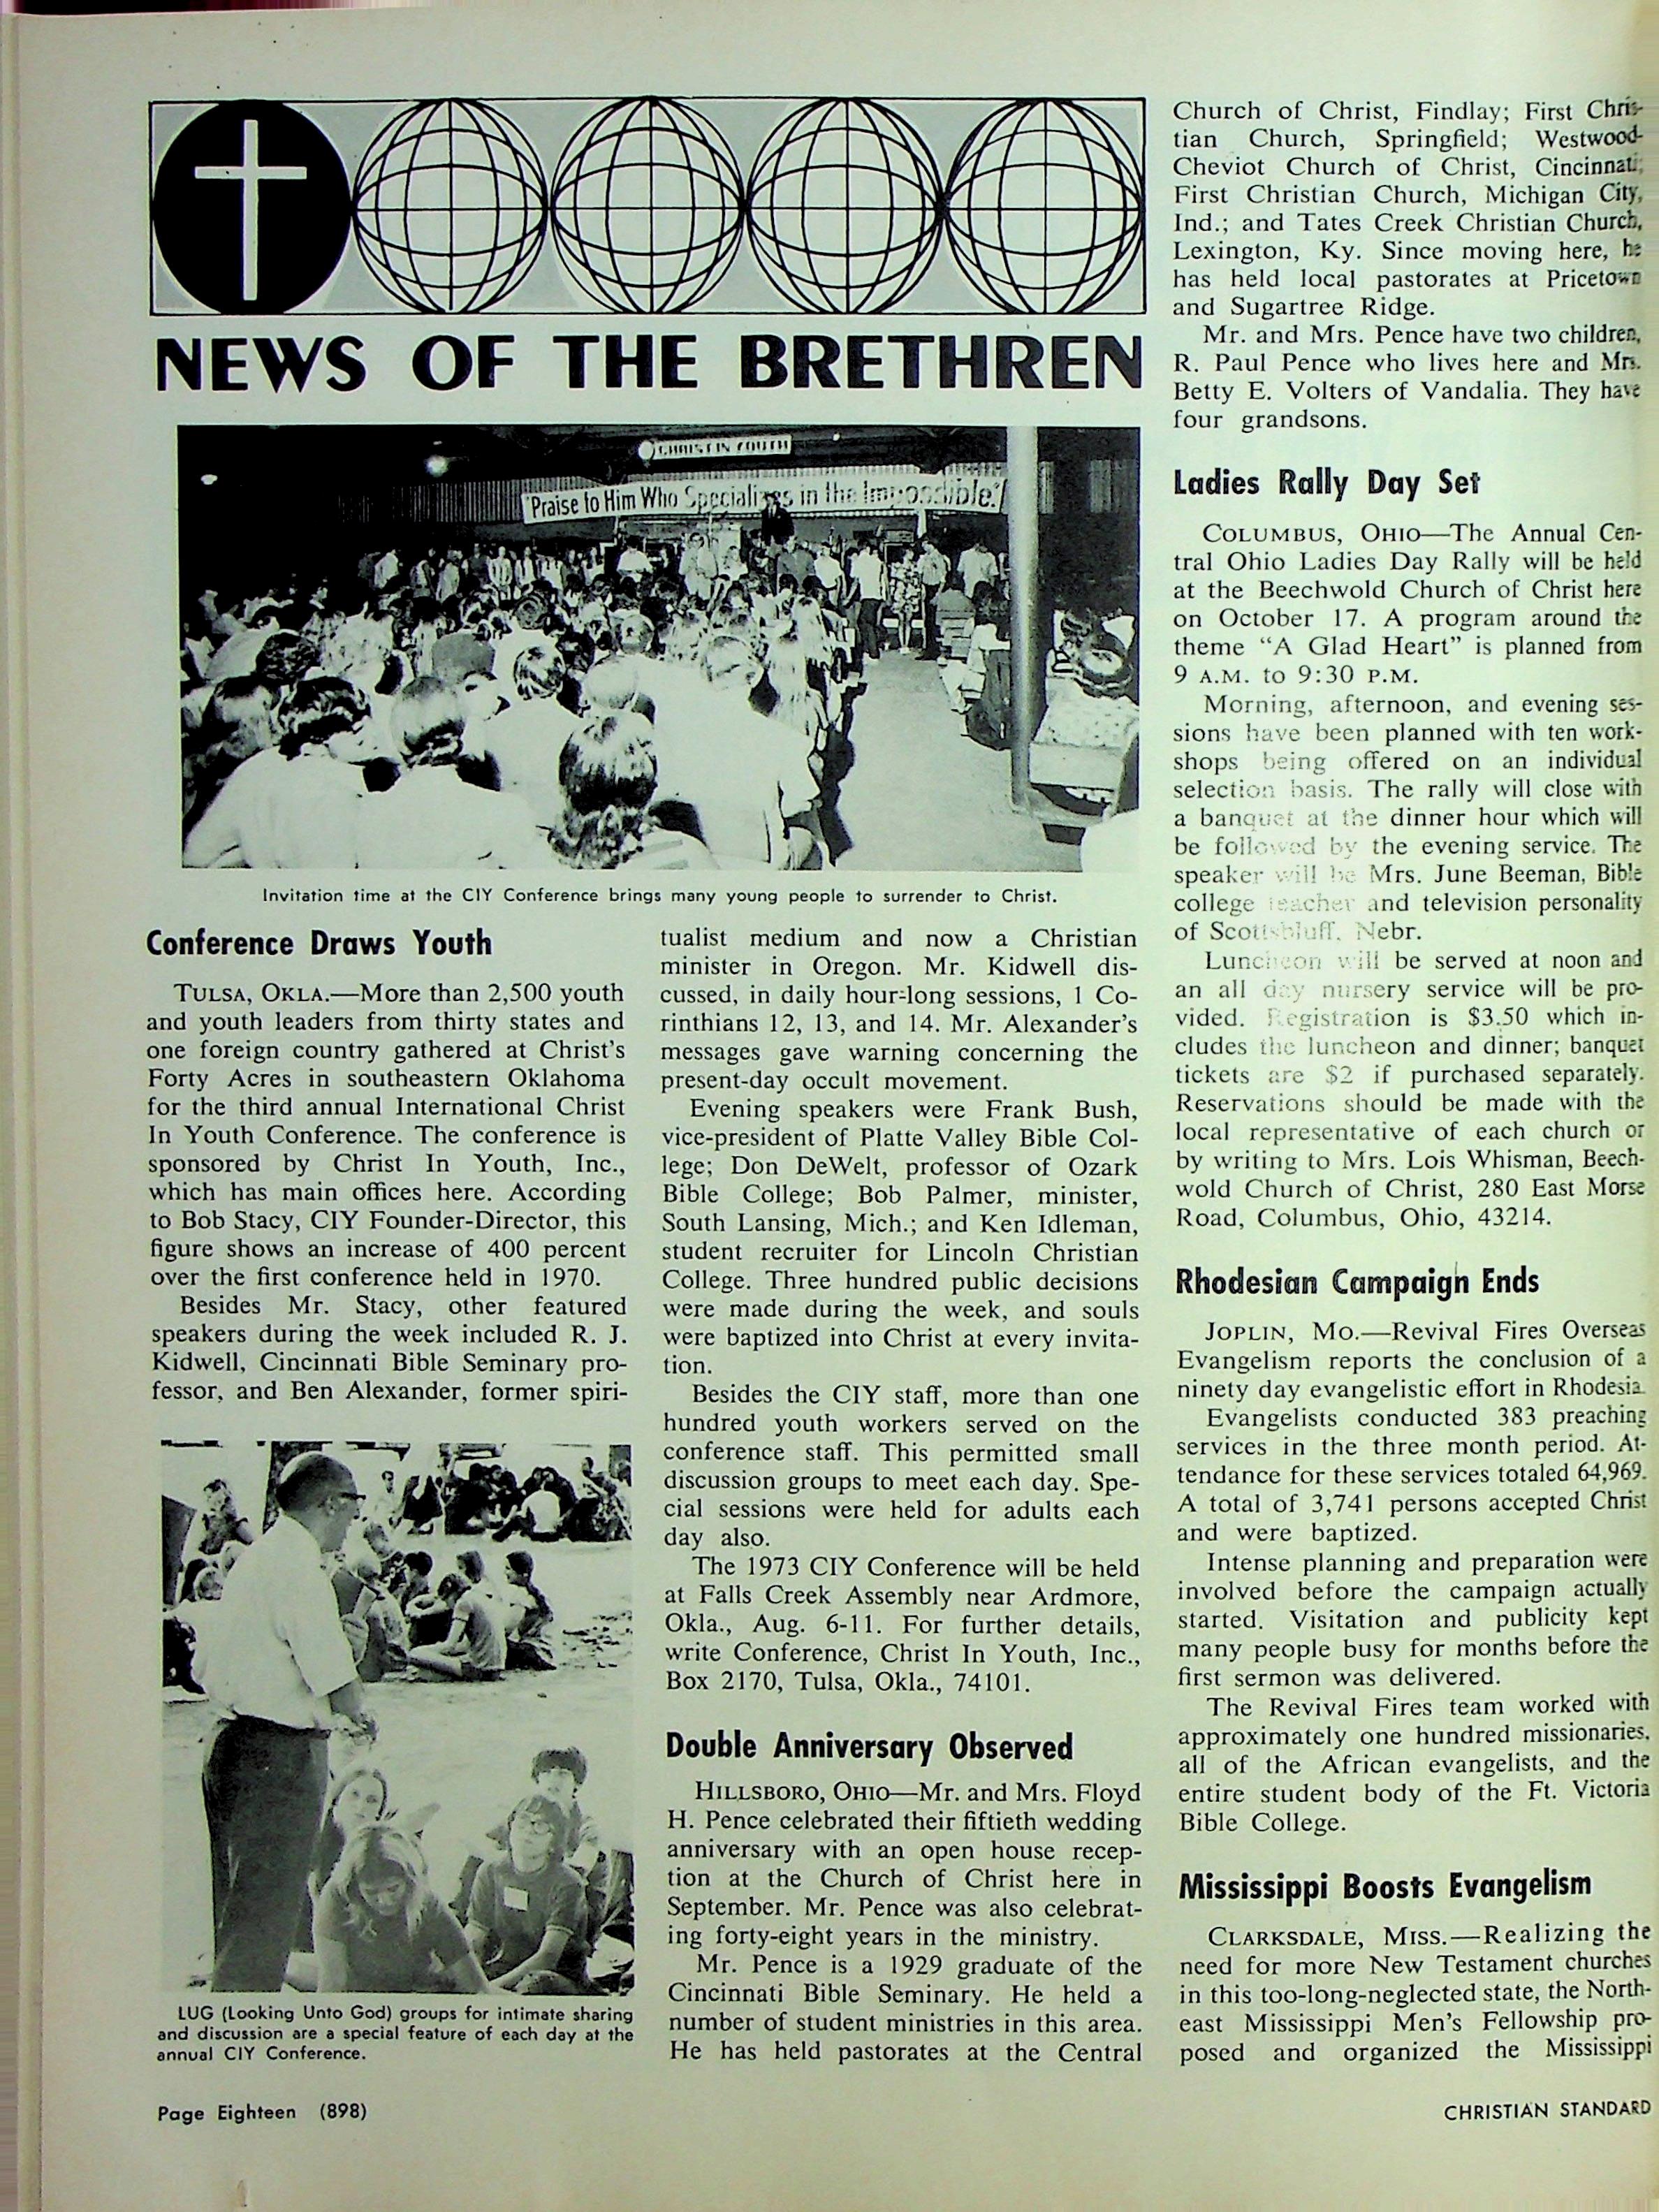 NEWS OF THE BRETHREN
CHRIST IN YOUTH
"Praise to Him Who Specializes in the Impossible."
Invitation time at the CIY Conference brings many young people to surrender to Christ.
Conference Draws Youth
TULSA, OKLA.—More than 2,500 youth
and youth leaders from thirty states and
one foreign country gathered at Christ's
Forty Acres in southeastern Oklahoma
for the third annual International Christ
In Youth Conference. The conference is
sponsored by Christ In Youth, Inc.,
which has main offices here. According
to Bob Stacy, CIY Founder-Director, this
figure shows an increase of 400 percent
over the first conference held in 1970.
Besides Mr. Stacy, other featured
speakers during the week included R. J.
Kidwell, Cincinnati Bible Seminary pro-
fessor, and Ben Alexander, former spiri-
LUG (Looking Unto God) groups for intimate sharing
and discussion are a special feature of each day at the
annual CIY Conference.
tualist medium and now a Christian
minister in Oregon. Mr. Kidwell dis-
cussed, in daily hour-long sessions, 1 Co-
rinthians 12, 13, and 14. Mr. Alexander's
messages gave warning concerning the
present-day occult movement.
Evening speakers were Frank Bush,
vice-president of Platte Valley Bible Col-
lege; Don DeWelt, professor of Ozark
Bible College; Bob Palmer, minister,
South Lansing, Mich.; and Ken Idleman,
student recruiter for Lincoln Christian
College. Three hundred public decisions
were made during the week, and souls
were baptized into Christ at every invita-
tion.
Besides the CIY staff, more than one
hundred youth workers served on the
conference staff. This permitted small
discussion groups to meet each day. Spe-
cial sessions were held for adults each
day also.
The 1973 CIY Conference will be held
at Falls Creek Assembly near Ardmore,
Okla., Aug. 6-11. For further details,
write Conference, Christ In Youth, Inc.,
Box 2170, Tulsa, Okla., 74101.
Double Anniversary Observed
HILLSBORO, OHIO—Mr. and Mrs. Floyd
H. Pence celebrated their fiftieth wedding
anniversary with an open house recep-
tion at the Church of Christ here in
September. Mr. Pence was also celebrat-
ing forty-eight years in the ministry.
Mr. Pence is a 1929 graduate of the
Cincinnati Bible Seminary. He held a
number of student ministries in this area.
He has held pastorates at the Central
Church of Christ, Findlay; First Chris-
tian Church, Springfield; Westwood-
Cheviot Church of Christ, Cincinnati;
First Christian Church, Michigan City,
Ind.; and Tates Creek Christian Church,
Lexington, Ky. Since moving here, he
has held local pastorates at Pricetown
and Sugartree Ridge.
Mr. and Mrs. Pence have two children,
R. Paul Pence who lives here and Mrs.
Betty E. Volters of Vandalia. They have
four grandsons.
Ladies Rally Day Set
COLUMBUS, OHIO—The Annual Cen-
tral Ohio Ladies Day Rally will be held
at the Beechwold Church of Christ here
on October 17. A program around the
theme "A Glad Heart" is planned from
9 A.M. to 9:30 P.M.
Morning, afternoon, and evening ses-
sions have been planned with ten work-
shops being offered on an individual
selection basis. The rally will close with
a banquet at the dinner hour which will
be followed by the evening service. The
speaker will be Mrs. June Beeman, Bible
college teacher and television personality
of Scottsbluff, Nebr.
Luncheon will be served at noon and
an all day nursery service will be pro-
vided. Registration is $3.50 which in-
cludes the luncheon and dinner; banquet
tickets are $2 if purchased separately.
Reservations should be made with the
local representative of each church or
by writing to Mrs. Lois Whisman, Beech-
wold Church of Christ, 280 East Morse
Road, Columbus, Ohio, 43214.
Rhodesian Campaign Ends
JOPLIN, MO.—Revival Fires Overseas
Evangelism reports the conclusion of a
ninety day evangelistic effort in Rhodesia.
Evangelists conducted 383 preaching
services in the three month period. At-
tendance for these services totaled 64,969.
A total of 3,741 persons accepted Christ
and were baptized.
Intense planning and preparation were
involved before the campaign actually
started. Visitation and publicity kept
many people busy for months before the
first sermon was delivered.
The Revival Fires team worked with
approximately one hundred missionaries,
all of the African evangelists, and the
entire student body of the Ft. Victoria
Bible College.
Mississippi Boosts Evangelism
CLARKSDALE, MISS.—Realizing the
need for more New Testament churches
in this too-long-neglected state, the North-
east Mississippi Men's Fellowship pro-
posed and organized the Mississippi
Page Eighteen (898)
CHRISTIAN STANDARD